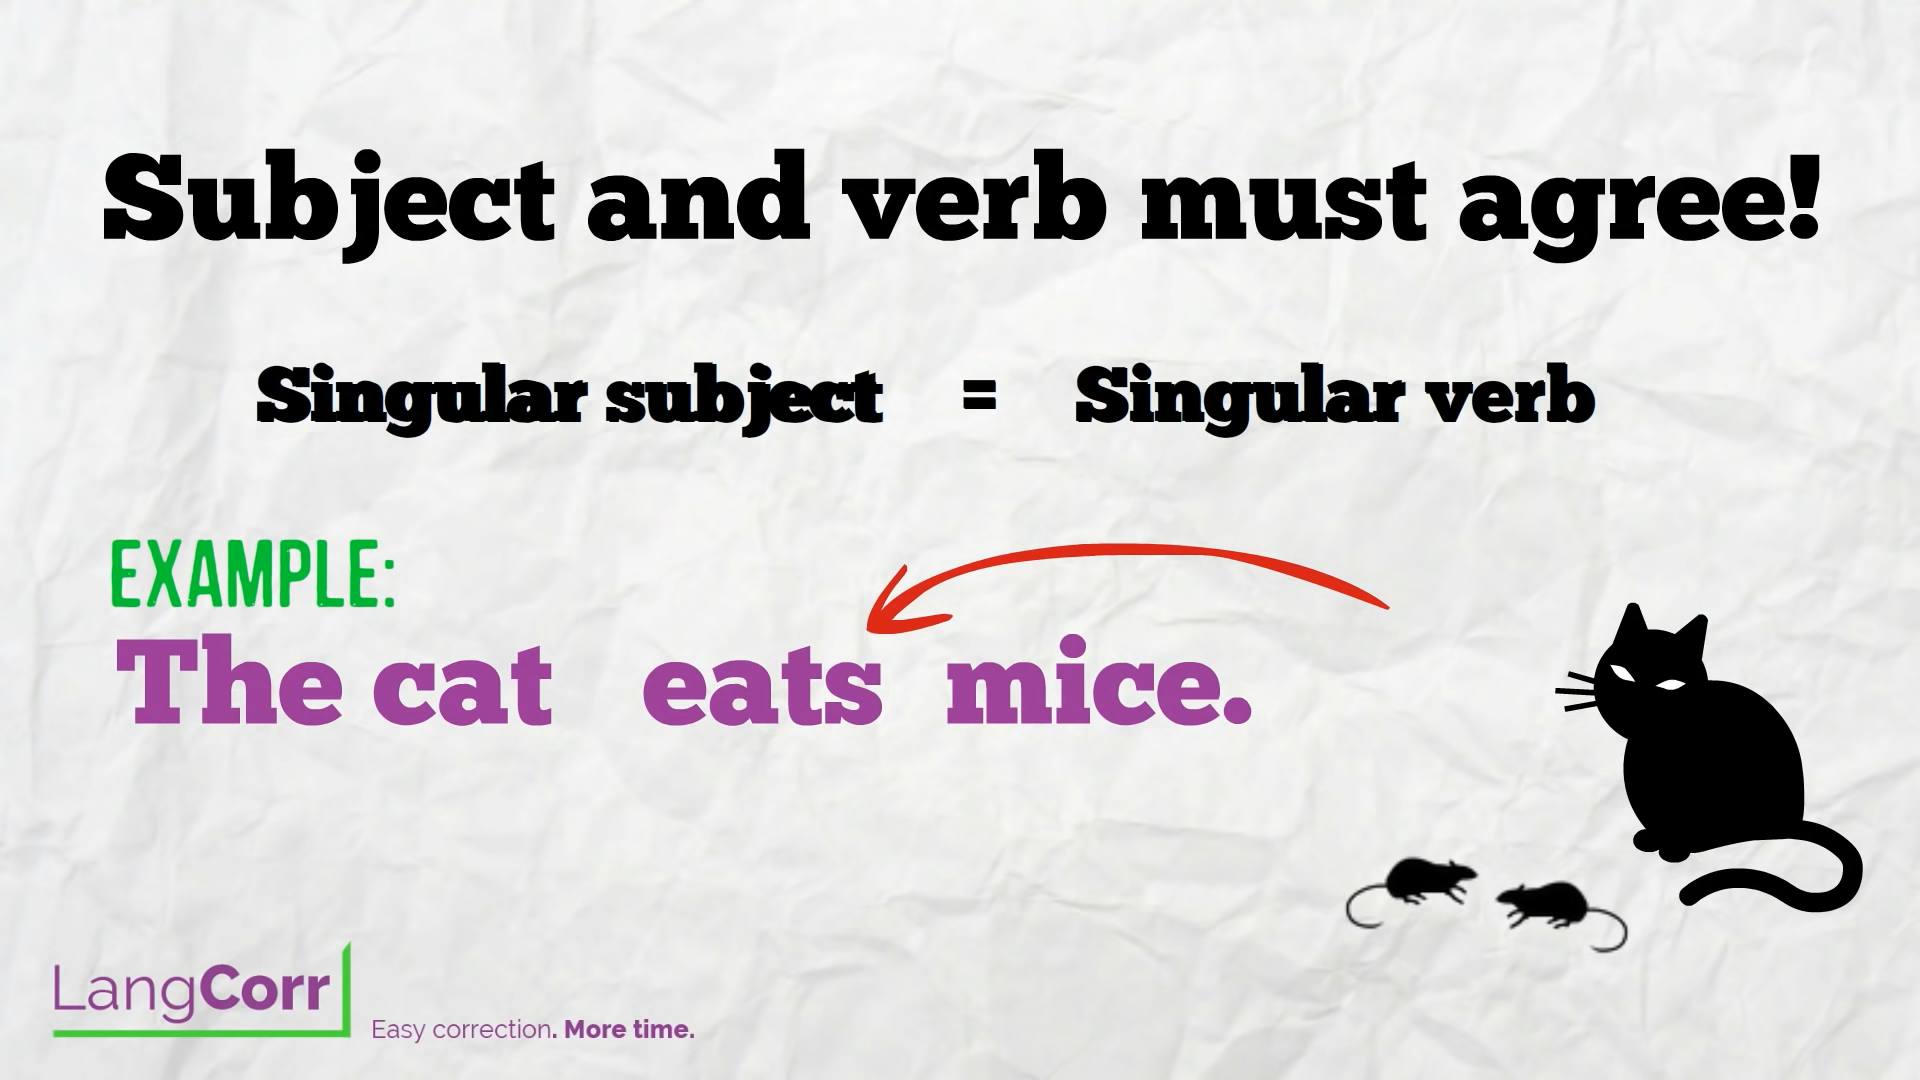 Subject and verb must agree!
Singular subject = Singular verb
EXAMPLE:
The cat eats mice.
LangCorr
Easy correction. More time.